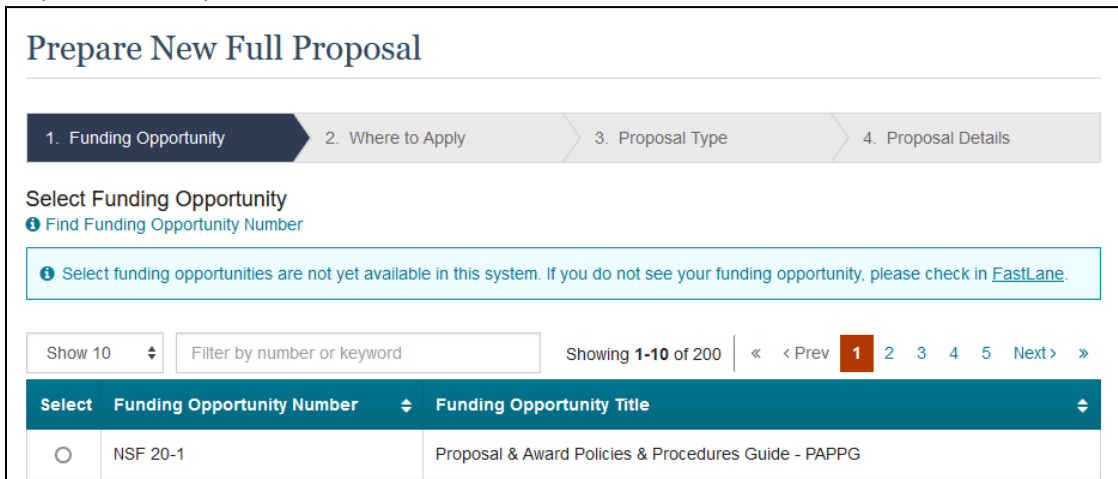 Prepare New Full Proposal
1. Funding Opportunity 2. Where to Apply 3. Proposal Type 4. Proposal Details
Select Funding Opportunity
Find Funding Opportunity Number
Select funding opportunities are not yet available in this system. If you do not see your funding opportunity, please check in FastLane.
Show 10 Filter by number or keyword Showing 1-10 of 200 « < Prev 1 2 3 4 5 Next > »
Select Funding Opportunity Number Funding Opportunity Title
NSF 20-1 Proposal & Award Policies & Procedures Guide - PAPPG